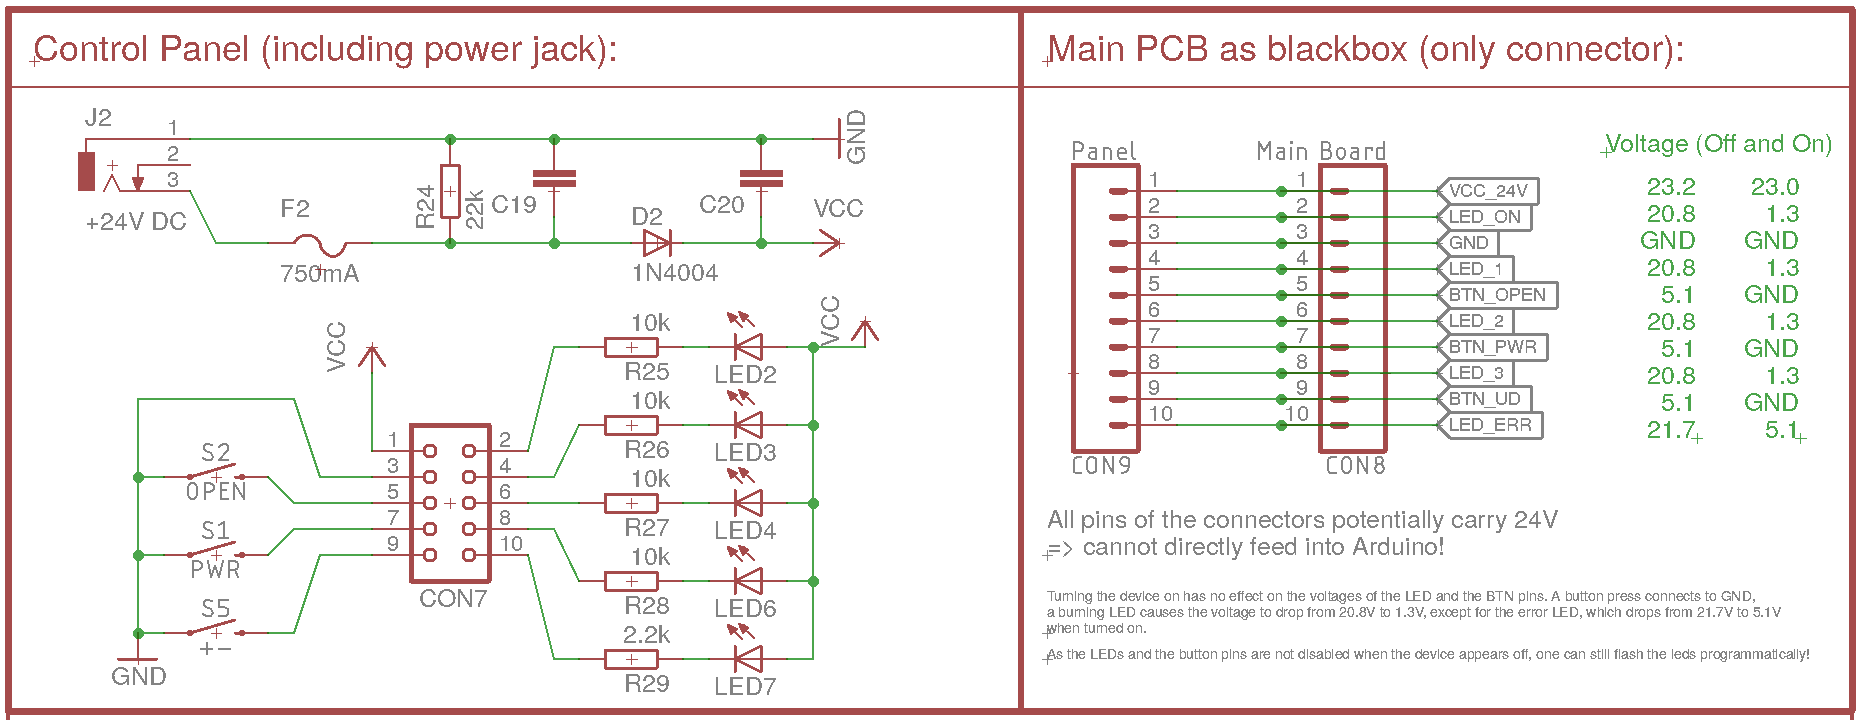 Control Panel (including power jack):
Main PCB as blackbox (only connector):
J2
1
2
3
+24V DC
F2
750mA
R24
22k
C19
D2
1N4004
C20
GND
VCC
VCC
VCC
10k
R25
LED2
10k
R26
LED3
10k
R27
LED4
10k
R28
LED6
2.2k
R29
LED7
S2
OPEN
S1
PWR
S5
+-
GND
1 2
3 4
5 6
7 8
9 10
CON7
Panel Main Board Voltage (Off and On)
1 1 VCC_24V 23.2 23.0
2 2 LED_ON 20.8 1.3
3 3 GND GND GND
4 4 LED_1 20.8 1.3
5 5 BTN_OPEN 5.1 GND
6 6 LED_2 20.8 1.3
7 7 BTN_PWR 5.1 GND
8 8 LED_3 20.8 1.3
9 9 BTN_UD 5.1 GND
10 10 LED_ERR 21.7 5.1
CON9 CON8
All pins of the connectors potentially carry 24V
=> cannot directly feed into Arduino!
Turning the device on has no effect on the voltages of the LED and the BTN pins. A button press connects to GND,
a burning LED causes the voltage to drop from 20.8V to 1.3V, except for the error LED, which drops from 21.7V to 5.1V
when turned on.
As the LEDs and the button pins are not disabled when the device appears off, one can still flash the leds programmatically!